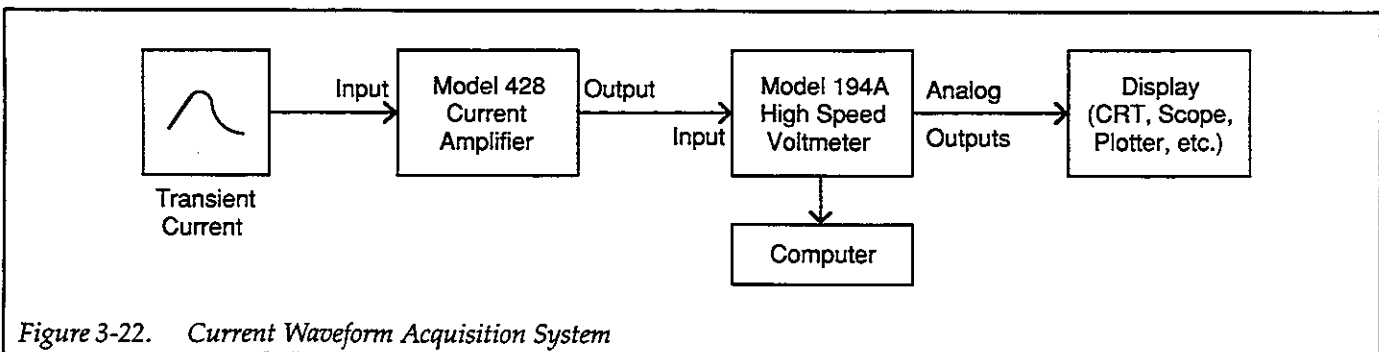 Transient
Current
Input
Model 428
Current
Amplifier
Output
Input
Model 194A
High Speed
Voltmeter
Analog
Outputs
Display
(CRT, Scope,
Plotter, etc.)
Computer
Figure 3-22. Current Waveform Acquisition System